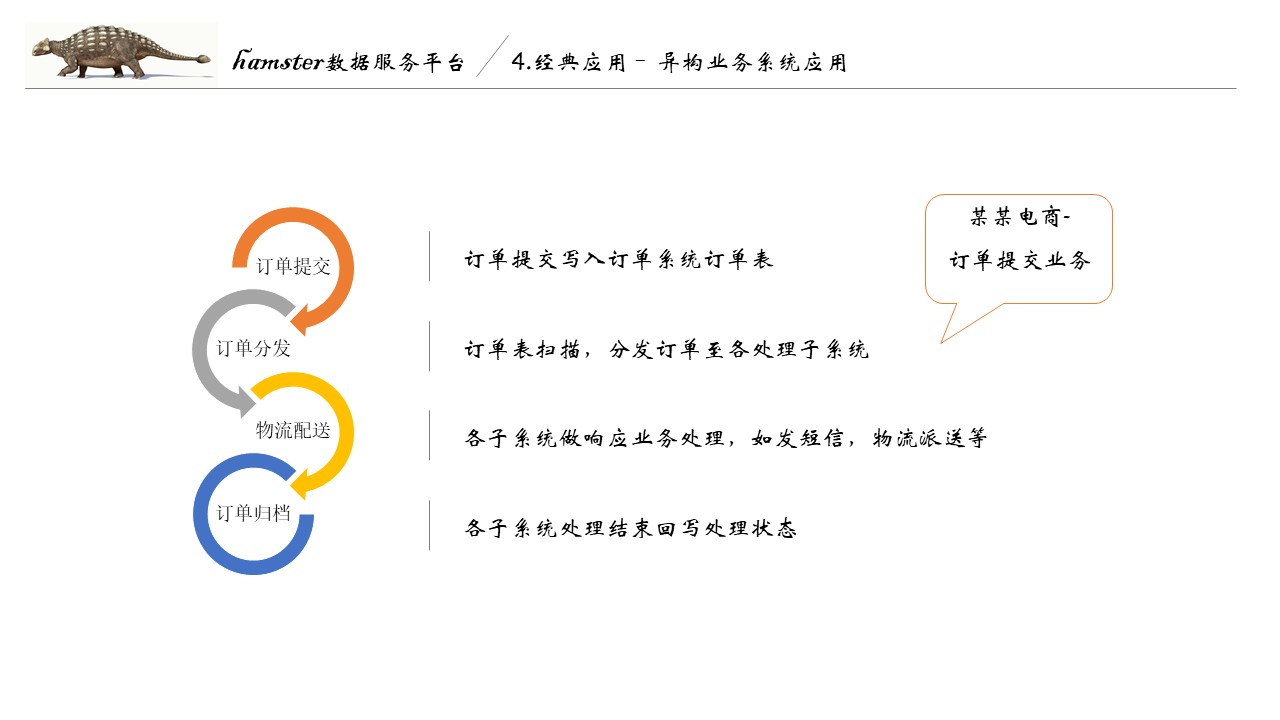 hamster数据服务平台
4.经典应用 - 异构业务系统应用
某某电商-
订单提交业务
订单提交
订单提交写入订单系统订单表
订单分发
订单表扫描，分发订单至各处理子系统
物流配送
各子系统做响应业务处理，如发短信，物流派送等
订单归档
各子系统处理结束回写处理状态